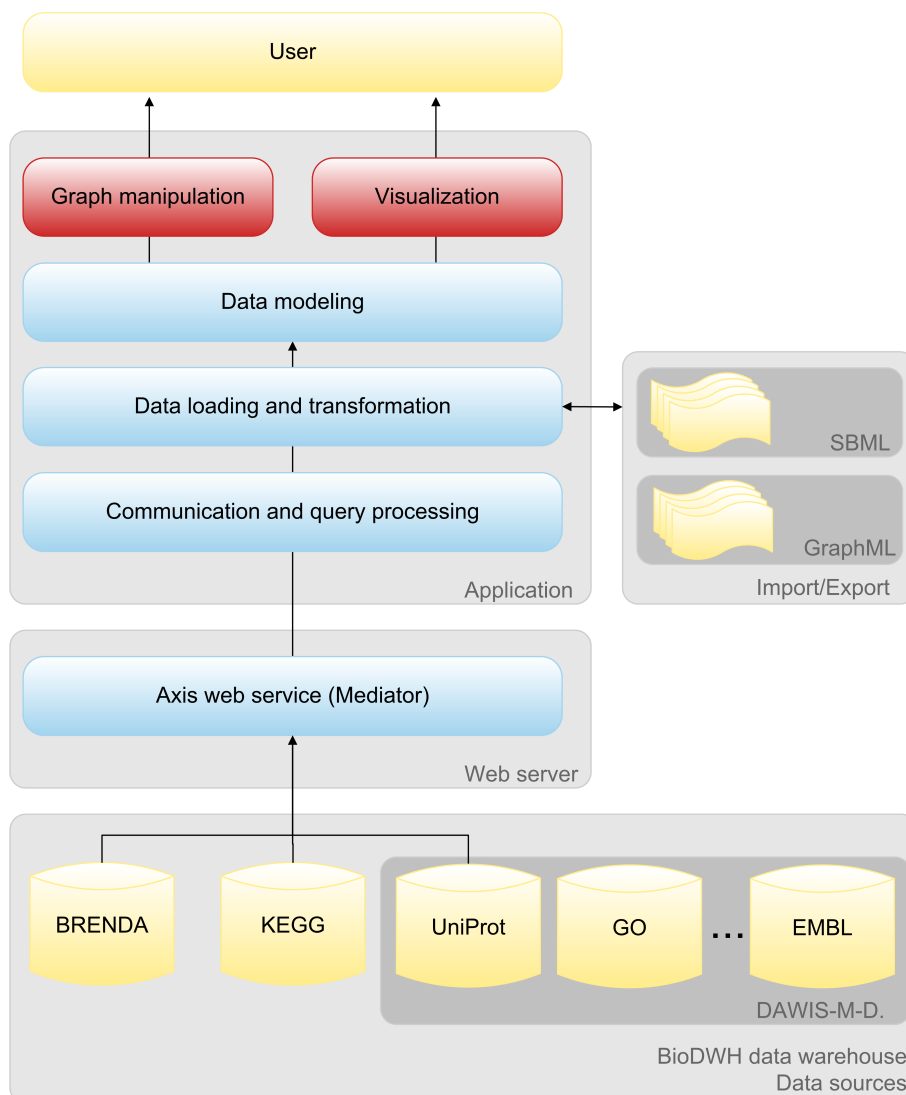 User
Graph manipulation
Visualization
Data modeling
Data loading and transformation
Communication and query processing
Application
SBML
GraphML
Import/Export
Axis web service (Mediator)
Web server
BRENDA
KEGG
UniProt
GO
...
EMBL
DAWIS-M-D.
BioDWH data warehouse
Data sources